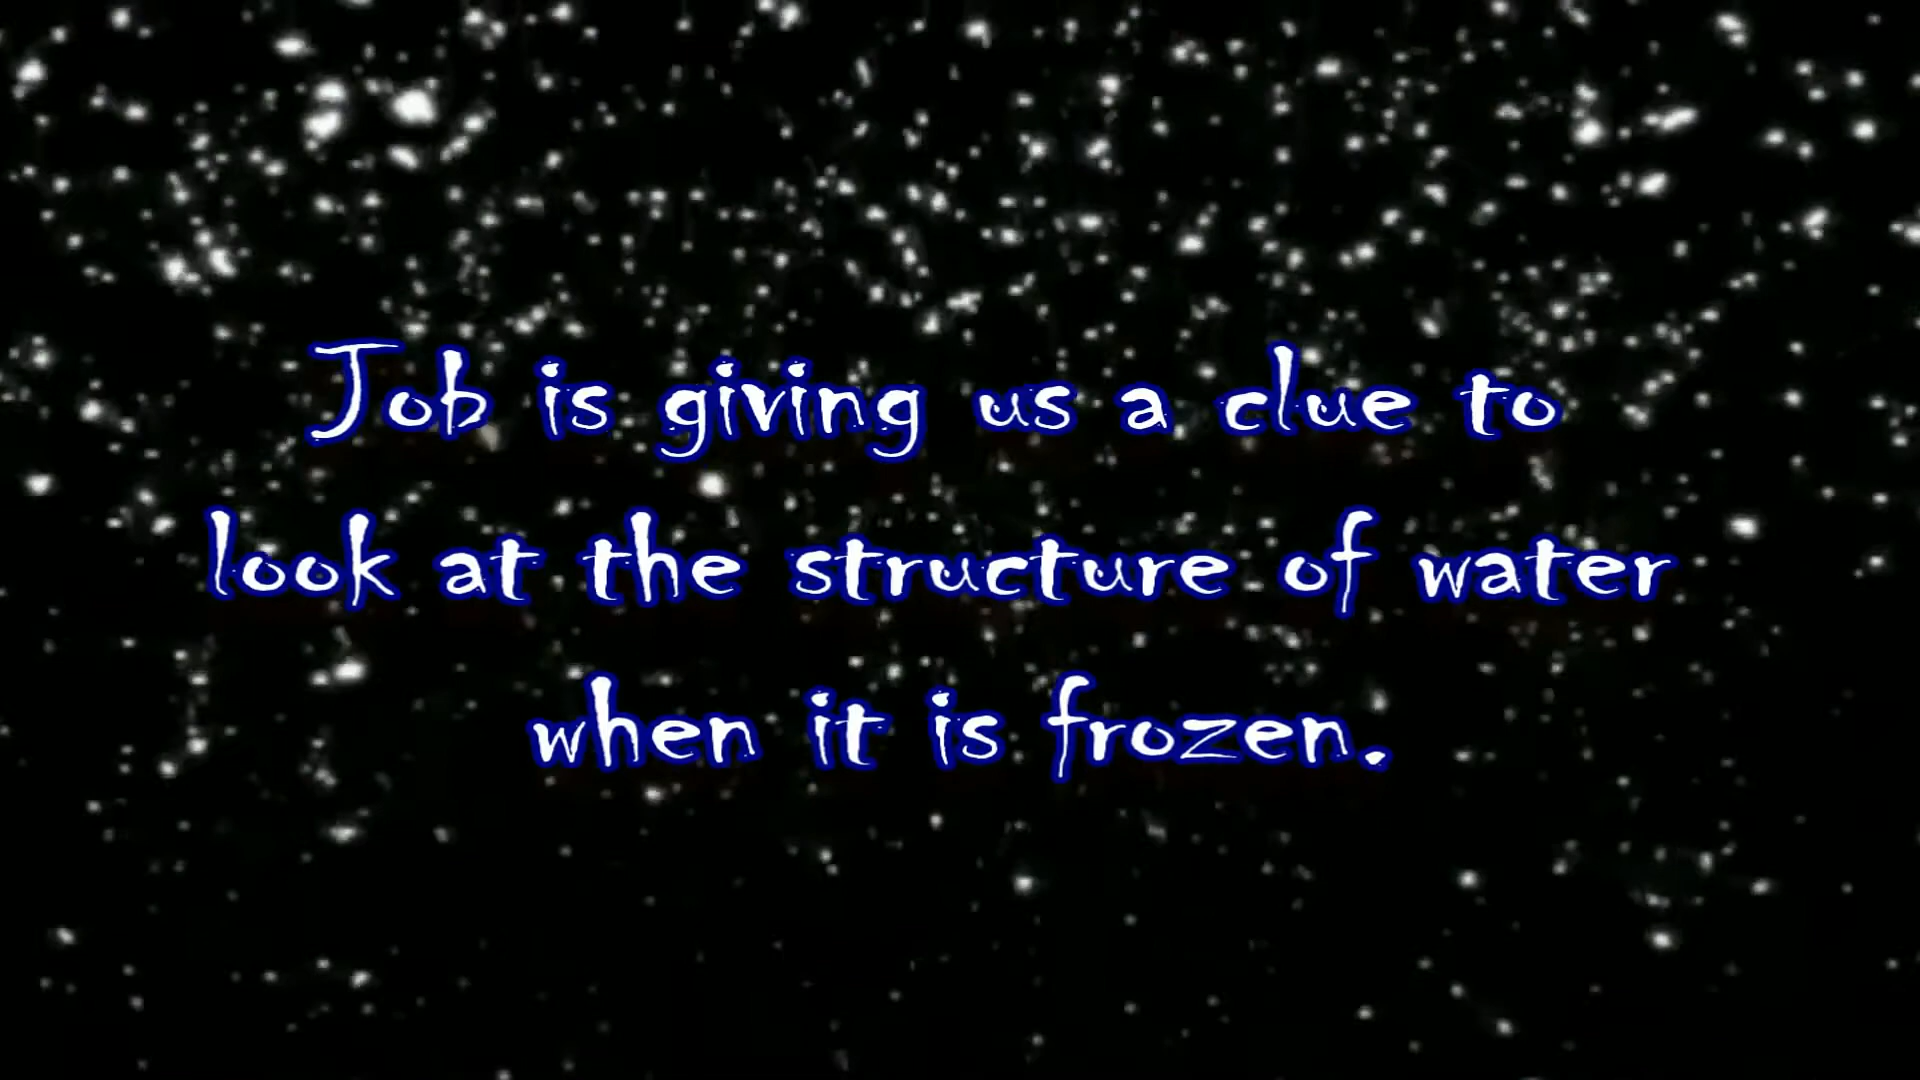 Job is giving us a clue to
look at the structure of water
when it is frozen.